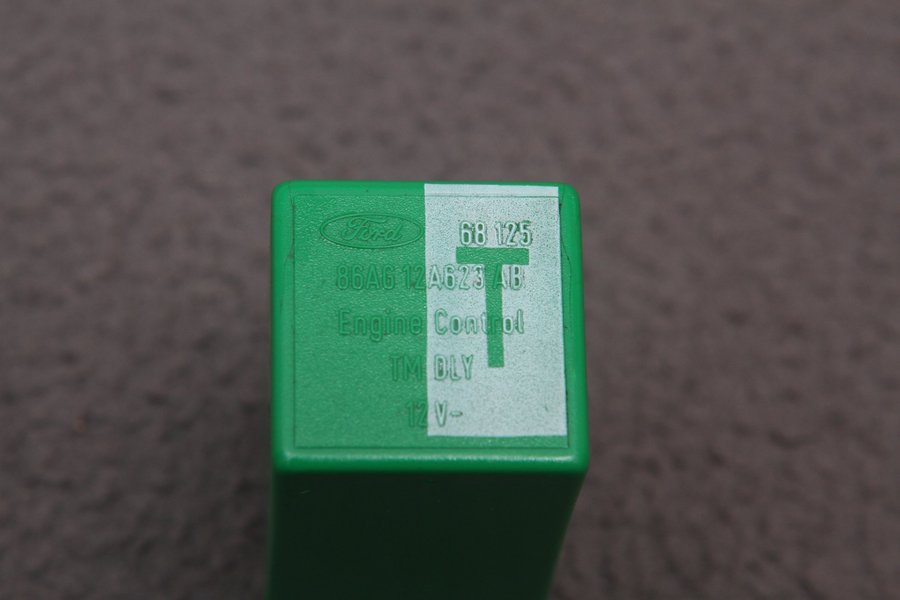 Ford 68 125
T
86AG 12A623 AB
Engine Control
TM DLY
12 V-